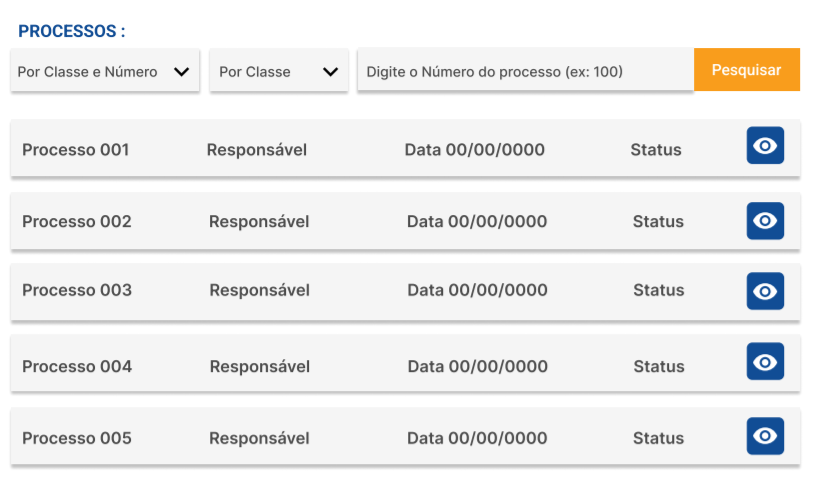 PROCESSOS :
Por Classe e Número Por Classe Digite o Número do processo (ex: 100) Pesquisar
Processo 001 Responsável Data 00/00/0000 Status
Processo 002 Responsável Data 00/00/0000 Status
Processo 003 Responsável Data 00/00/0000 Status
Processo 004 Responsável Data 00/00/0000 Status
Processo 005 Responsável Data 00/00/0000 Status